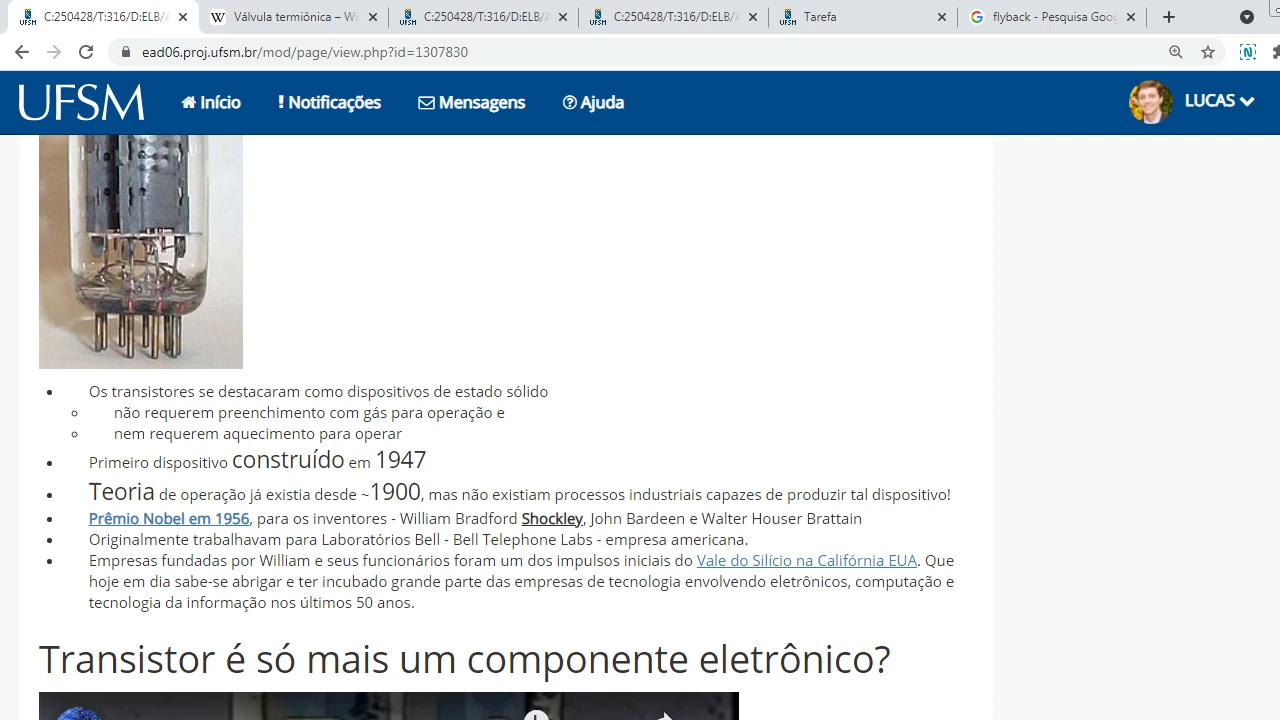 C:250428/T:316/D:ELB/
Válvula termiônica – Wi
C:250428/T:316/D:ELB/
C:250428/T:316/D:ELB/
Tarefa
flyback - Pesquisa Goog
ead06.proj.ufsm.br/mod/page/view.php?id=1307830
UFSM
Início
Notificações
Mensagens
Ajuda
LUCAS
Os transistores se destacaram como dispositivos de estado sólido
não requerem preenchimento com gás para operação e
nem requerem aquecimento para operar
Primeiro dispositivo construído em 1947
Teoria de operação já existia desde ~1900, mas não existiam processos industriais capazes de produzir tal dispositivo!
Prêmio Nobel em 1956, para os inventores - William Bradford Shockley, John Bardeen e Walter Houser Brattain
Originalmente trabalhavam para Laboratórios Bell - Bell Telephone Labs - empresa americana.
Empresas fundadas por William e seus funcionários foram um dos impulsos iniciais do Vale do Silício na Califórnia EUA. Que
hoje em dia sabe-se abrigar e ter incubado grande parte das empresas de tecnologia envolvendo eletrônicos, computação e
tecnologia da informação nos últimos 50 anos.
Transistor é só mais um componente eletrônico?